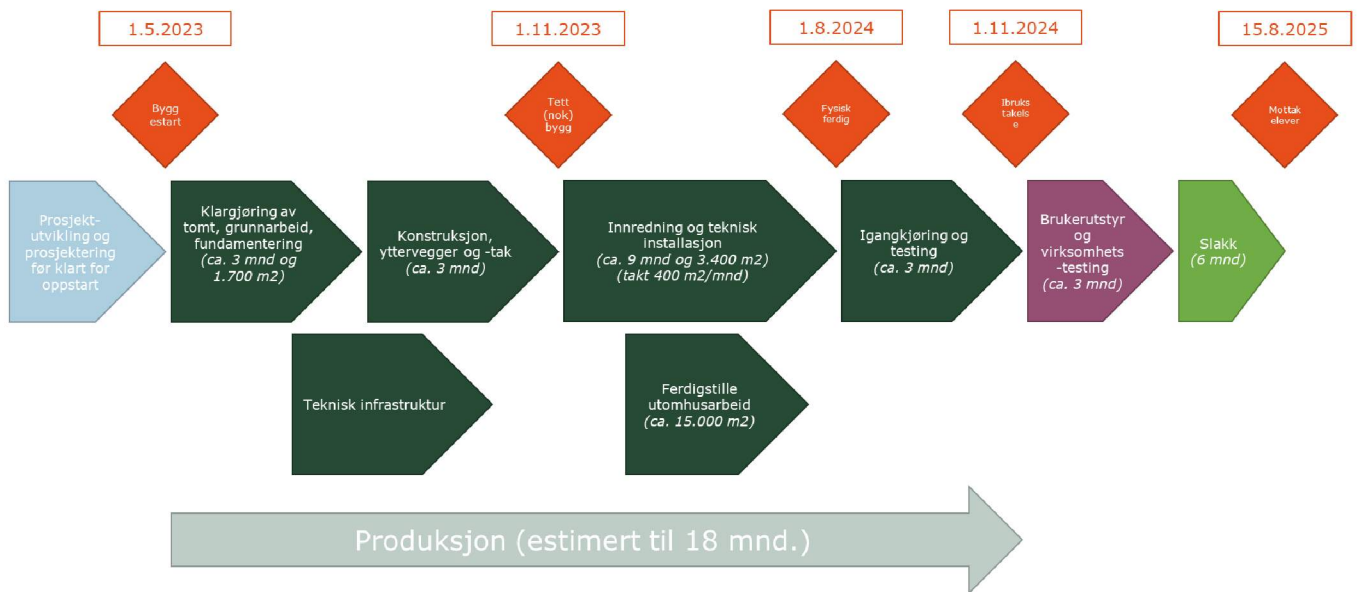 1.5.2023
1.11.2023
1.8.2024
1.11.2024
15.8.2025
Bygg
estart
Tett
(nok)
bygg
Fysisk
ferdig
Ibruks
takels
e
Mottak
elever
Prosjekt-
utvikling og
prosjektering
før klart for
oppstart
Klargjøring av
tomt, grunnarbeid,
fundamentering
(ca. 3 mnd og
1.700 m2)
Konstruksjon,
yttervegger og -tak
(ca. 3 mnd)
Innredning og teknisk
installasjon
(ca. 9 mnd og 3.400 m2)
(takt 400 m2/mnd)
Igangkjøring og
testing
(ca. 3 mnd)
Brukerutstyr
og
virksomhets
-testing
(ca. 3 mnd)
Slakk
(6 mnd)
Teknisk infrastruktur
Ferdigstille
utomhusarbeid
(ca. 15.000 m2)
Produksjon (estimert til 18 mnd.)